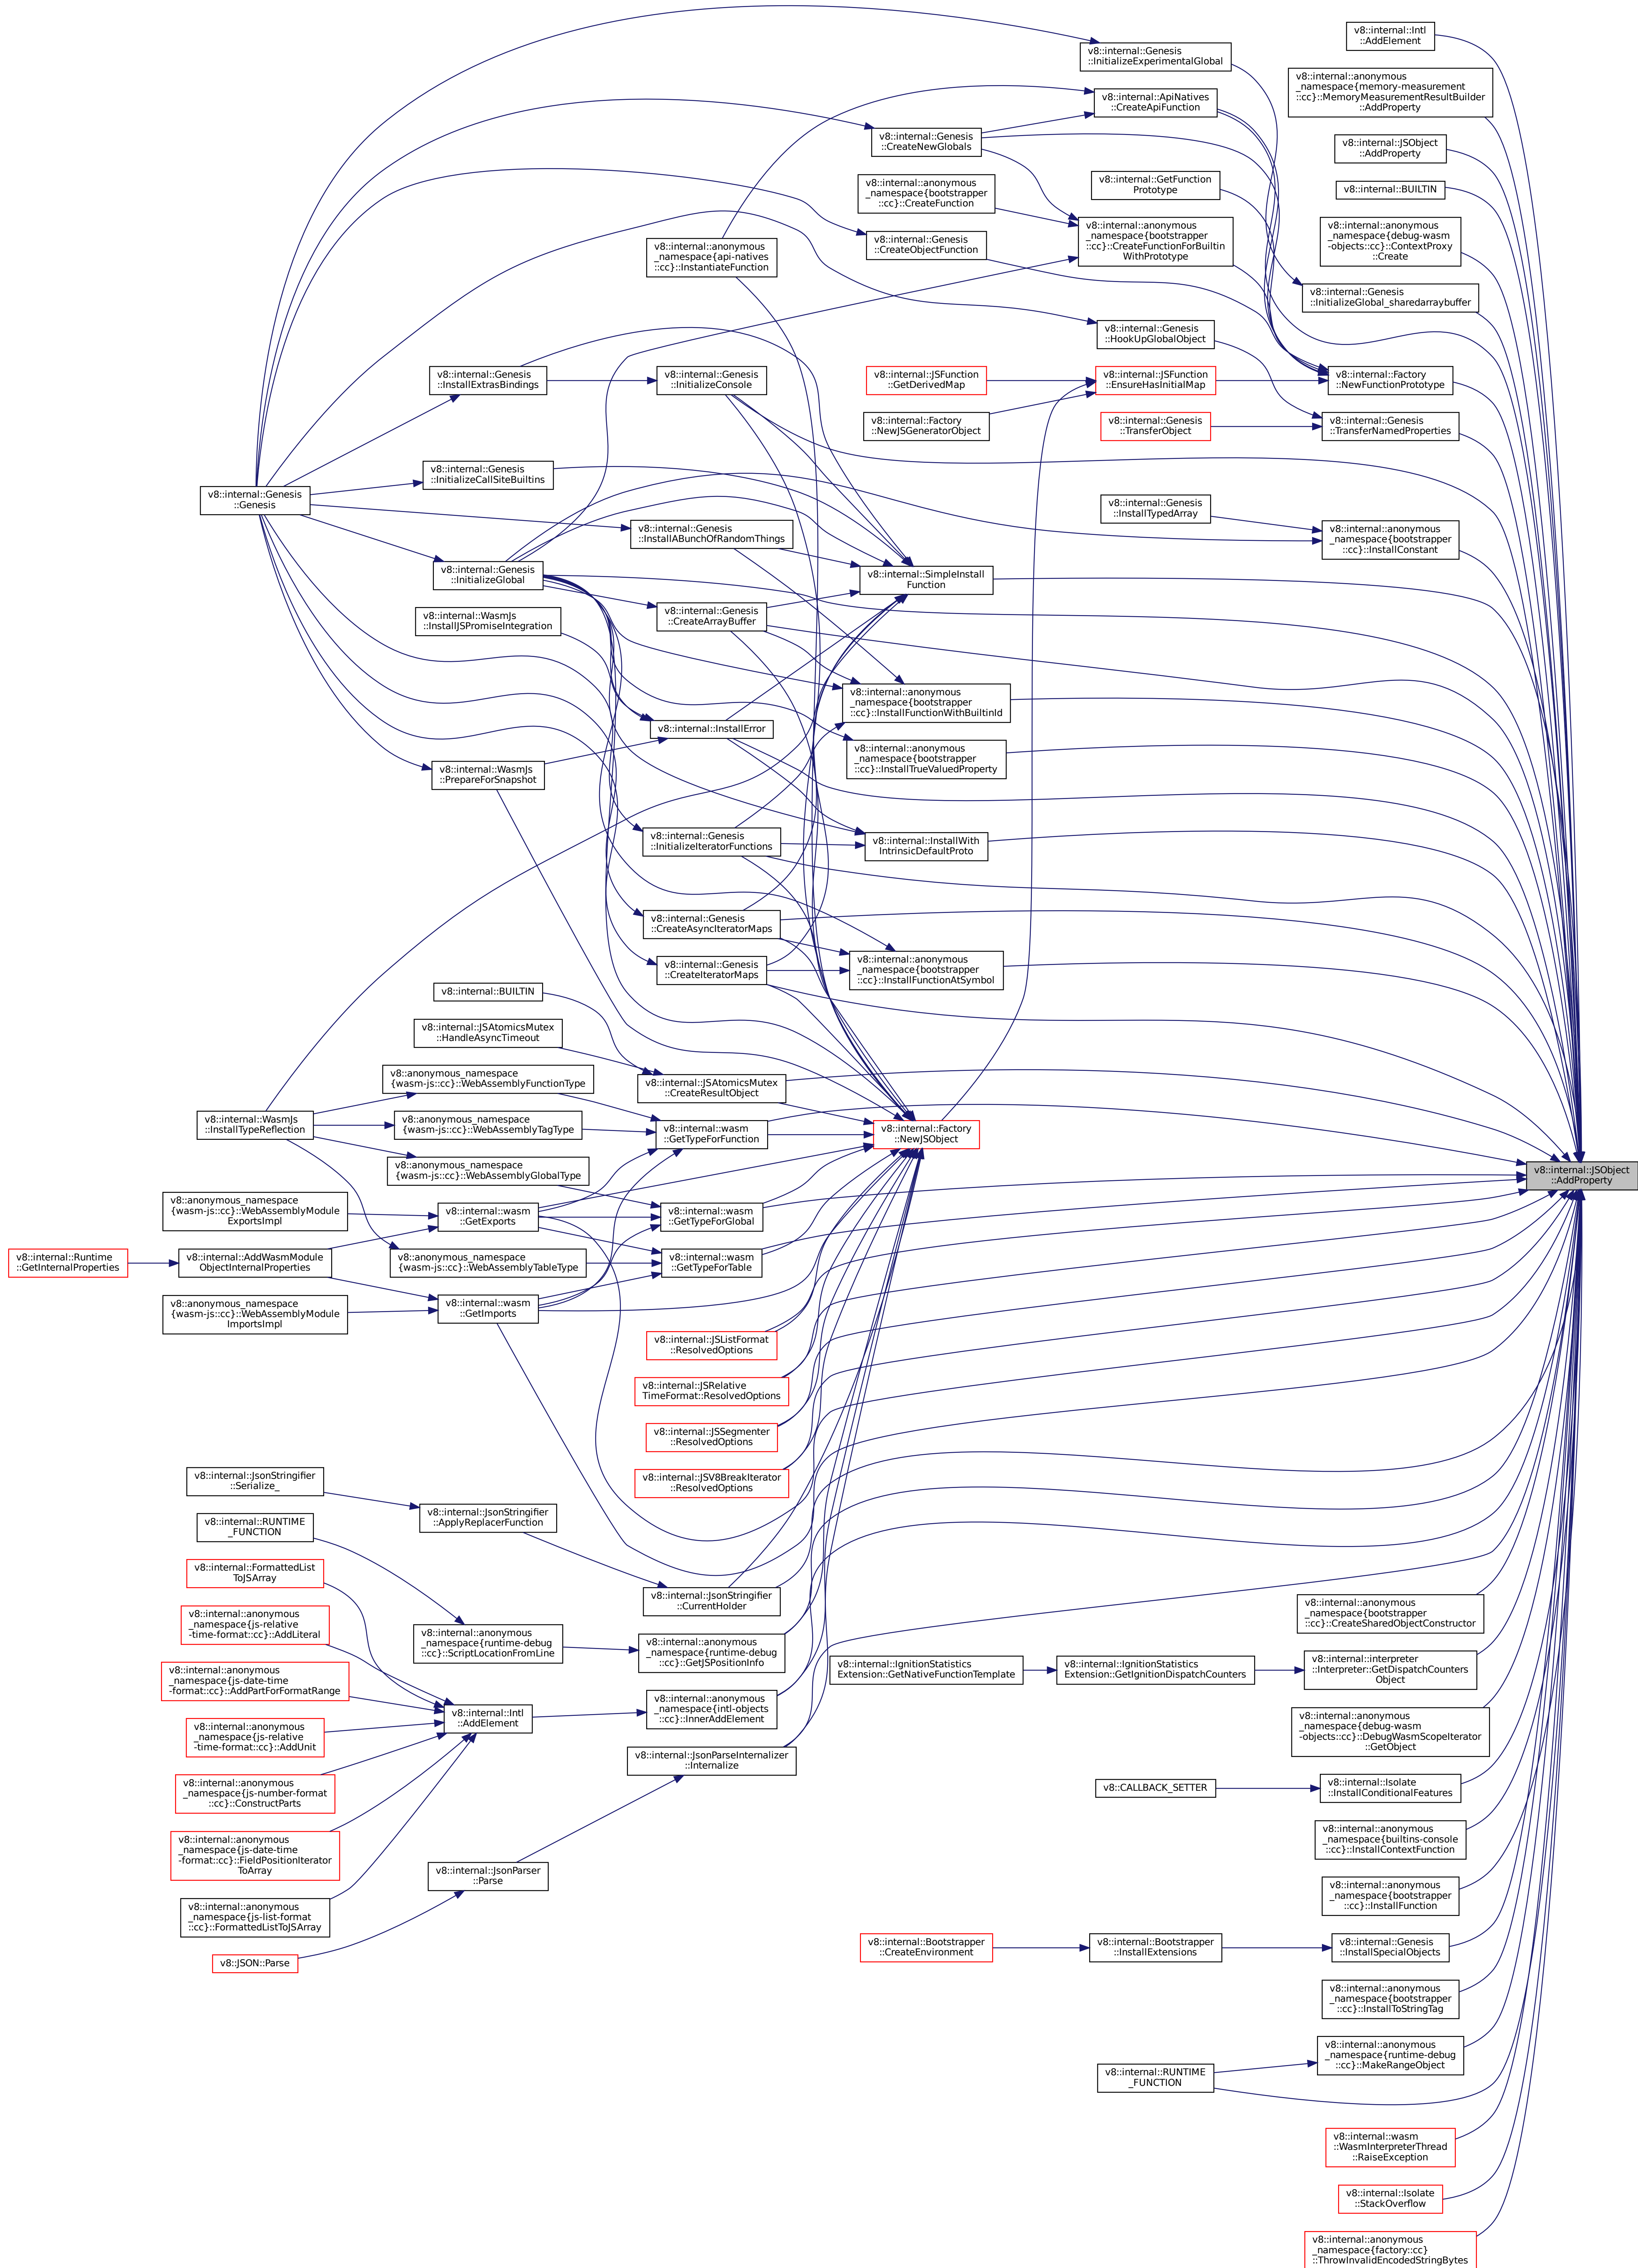 v8::internal::Intl
::AddElement
v8::internal::Genesis
::InitializeExperimentalGlobal
v8::internal::anonymous
_namespace{memory-measurement
::cc}::MemoryMeasurementResultBuilder
::AddProperty
v8::internal::ApiNatives
::CreateApiFunction
v8::internal::Genesis
::CreateNewGlobals
v8::internal::JSObject
::AddProperty
v8::internal::GetFunction
Prototype
v8::internal::BUILTIN
v8::internal::anonymous
_namespace{bootstrapper
::cc}::CreateFunction
v8::internal::anonymous
_namespace{bootstrapper
::cc}::CreateFunctionForBuiltin
WithPrototype
v8::internal::anonymous
_namespace{debug-wasm
-objects::cc}::ContextProxy
::Create
v8::internal::Genesis
::CreateObjectFunction
v8::internal::anonymous
_namespace{api-natives
::cc}::InstantiateFunction
v8::internal::Genesis
::InitializeGlobal_sharedarraybuffer
v8::internal::Genesis
::HookUpGlobalObject
v8::internal::Genesis
::InstallExtrasBindings
v8::internal::Genesis
::InitializeConsole
v8::internal::JSFunction
::GetDerivedMap
v8::internal::JSFunction
::EnsureHasInitialMap
v8::internal::Factory
::NewFunctionPrototype
v8::internal::Factory
::NewJSGeneratorObject
v8::internal::Genesis
::TransferObject
v8::internal::Genesis
::TransferNamedProperties
v8::internal::Genesis
::InitializeCallSiteBuiltins
v8::internal::Genesis
::Genesis
v8::internal::Genesis
::InstallTypedArray
v8::internal::Genesis
::InstallABunchOfRandomThings
v8::internal::anonymous
_namespace{bootstrapper
::cc}::InstallConstant
v8::internal::Genesis
::InitializeGlobal
v8::internal::SimpleInstall
Function
v8::internal::WasmJs
::InstallJSPromiseIntegration
v8::internal::Genesis
::CreateArrayBuffer
v8::internal::anonymous
_namespace{bootstrapper
::cc}::InstallFunctionWithBuiltinId
v8::internal::InstallError
v8::internal::anonymous
_namespace{bootstrapper
::cc}::InstallTrueValuedProperty
v8::internal::WasmJs
::PrepareForSnapshot
v8::internal::Genesis
::InitializeIteratorFunctions
v8::internal::InstallWith
IntrinsicDefaultProto
v8::internal::Genesis
::CreateAsyncIteratorMaps
v8::internal::Genesis
::CreateIteratorMaps
v8::internal::anonymous
_namespace{bootstrapper
::cc}::InstallFunctionAtSymbol
v8::internal::BUILTIN
v8::internal::JSAtomicsMutex
::HandleAsyncTimeout
v8::anonymous_namespace
{wasm-js::cc}::WebAssemblyFunctionType
v8::internal::JSAtomicsMutex
::CreateResultObject
v8::internal::WasmJs
::InstallTypeReflection
v8::anonymous_namespace
{wasm-js::cc}::WebAssemblyTagType
v8::internal::wasm
::GetTypeForFunction
v8::internal::Factory
::NewJSObject
v8::anonymous_namespace
{wasm-js::cc}::WebAssemblyGlobalType
v8::internal::JSObject
::AddProperty
v8::anonymous_namespace
{wasm-js::cc}::WebAssemblyModule
ExportsImpl
v8::internal::wasm
::GetExports
v8::internal::wasm
::GetTypeForGlobal
v8::internal::Runtime
::GetInternalProperties
v8::internal::AddWasmModule
ObjectInternalProperties
v8::anonymous_namespace
{wasm-js::cc}::WebAssemblyTableType
v8::internal::wasm
::GetTypeForTable
v8::anonymous_namespace
{wasm-js::cc}::WebAssemblyModule
ImportsImpl
v8::internal::wasm
::GetImports
v8::internal::JSListFormat
::ResolvedOptions
v8::internal::JSRelative
TimeFormat::ResolvedOptions
v8::internal::JSSegmenter
::ResolvedOptions
v8::internal::JSV8BreakIterator
::ResolvedOptions
v8::internal::JsonStringifier
::Serialize_
v8::internal::JsonStringifier
::ApplyReplacerFunction
v8::internal::RUNTIME
_FUNCTION
v8::internal::FormattedList
ToJSArray
v8::internal::JsonStringifier
::CurrentHolder
v8::internal::anonymous
_namespace{bootstrapper
::cc}::CreateSharedObjectConstructor
v8::internal::anonymous
_namespace{js-relative
-time-format::cc}::AddLiteral
v8::internal::anonymous
_namespace{runtime-debug
::cc}::ScriptLocationFromLine
v8::internal::anonymous
_namespace{runtime-debug
::cc}::GetJSPositionInfo
v8::internal::IgnitionStatistics
Extension::GetNativeFunctionTemplate
v8::internal::IgnitionStatistics
Extension::GetIgnitionDispatchCounters
v8::internal::interpreter
::Interpreter::GetDispatchCounters
Object
v8::internal::anonymous
_namespace{js-date-time
-format::cc}::AddPartForFormatRange
v8::internal::Intl
::AddElement
v8::internal::anonymous
_namespace{intl-objects
::cc}::InnerAddElement
v8::internal::anonymous
_namespace{js-relative
-time-format::cc}::AddUnit
v8::internal::anonymous
_namespace{debug-wasm
-objects::cc}::DebugWasmScopeIterator
::GetObject
v8::internal::JsonParseInternalizer
::Internalize
v8::internal::anonymous
_namespace{js-number-format
::cc}::ConstructParts
v8::CALLBACK_SETTER
v8::internal::Isolate
::InstallConditionalFeatures
v8::internal::anonymous
_namespace{js-date-time
-format::cc}::FieldPositionIterator
ToArray
v8::internal::anonymous
_namespace{builtins-console
::cc}::InstallContextFunction
v8::internal::JsonParser
::Parse
v8::internal::anonymous
_namespace{bootstrapper
::cc}::InstallFunction
v8::internal::anonymous
_namespace{js-list-format
::cc}::FormattedListToJSArray
v8::JSON::Parse
v8::internal::Bootstrapper
::CreateEnvironment
v8::internal::Bootstrapper
::InstallExtensions
v8::internal::Genesis
::InstallSpecialObjects
v8::internal::anonymous
_namespace{bootstrapper
::cc}::InstallToStringTag
v8::internal::anonymous
_namespace{runtime-debug
::cc}::MakeRangeObject
v8::internal::RUNTIME
_FUNCTION
v8::internal::wasm
::WasmInterpreterThread
::RaiseException
v8::internal::Isolate
::StackOverflow
v8::internal::anonymous
_namespace{factory::cc}
::ThrowInvalidEncodedStringBytes